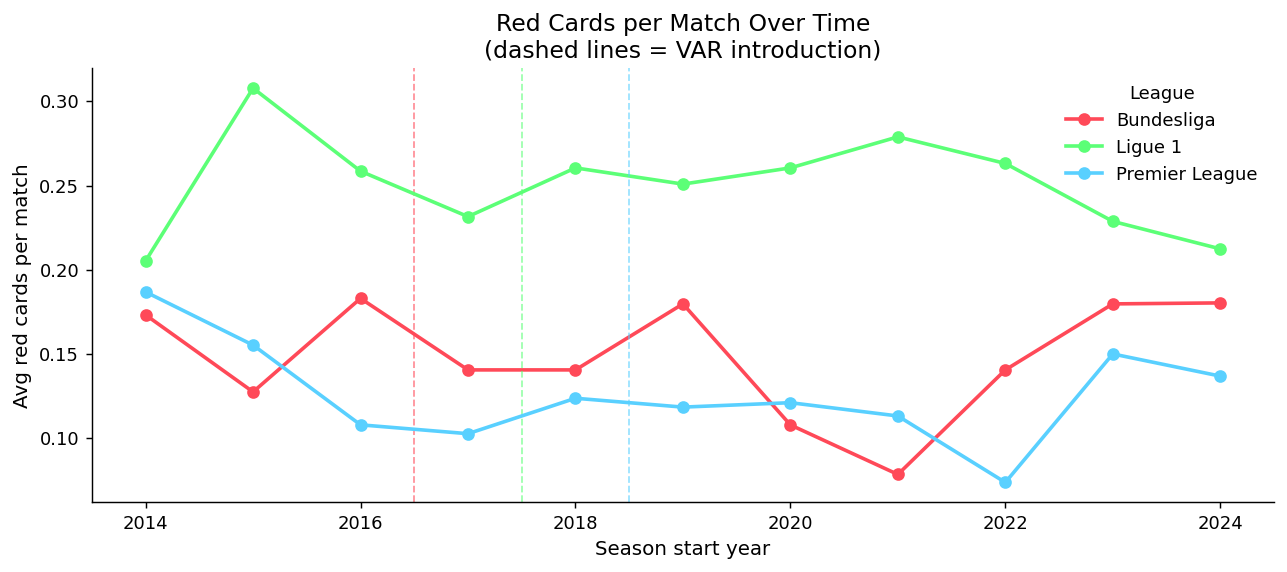 Red Cards per Match Over Time
(dashed lines = VAR introduction)
Avg red cards per match
0.30
0.25
0.20
0.15
0.10
League
Bundesliga
Ligue 1
Premier League
2014
2016
2018
2020
2022
2024
Season start year